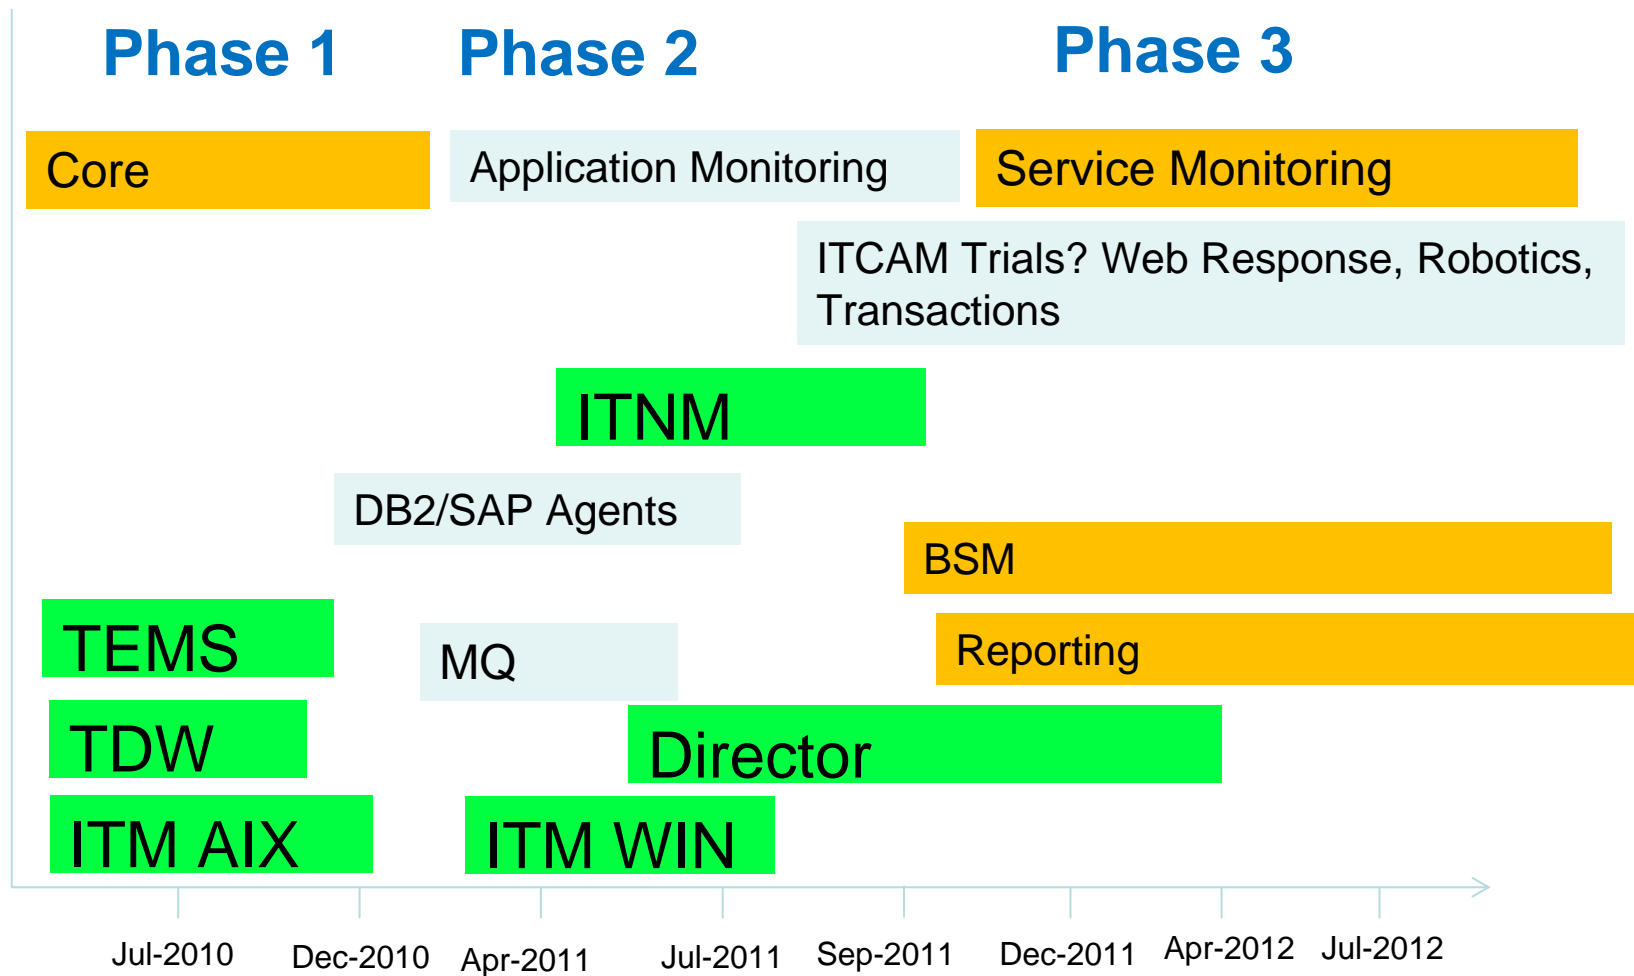 Phase 1
Phase 2
Phase 3
Core
Application Monitoring
Service Monitoring
ITCAM Trials? Web Response, Robotics,
Transactions
ITNM
DB2/SAP Agents
BSM
TEMS
MQ
Reporting
TDW
Director
ITM AIX
ITM WIN
Jul-2010
Dec-2010
Apr-2011
Jul-2011
Sep-2011
Dec-2011
Apr-2012
Jul-2012